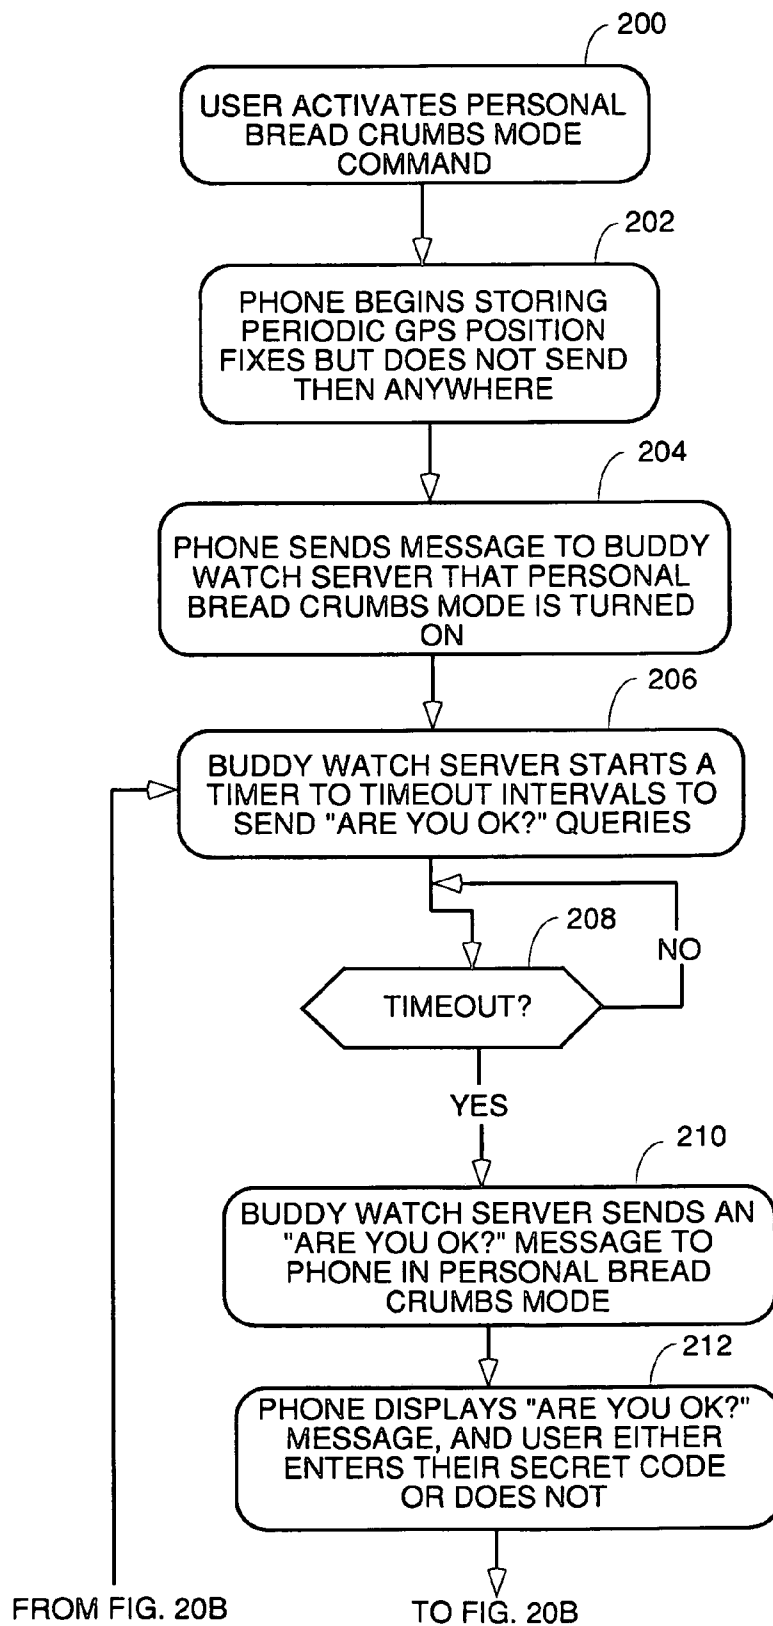 200
USER ACTIVATES PERSONAL
BREAD CRUMBS MODE
COMMAND
202
PHONE BEGINS STORING
PERIODIC GPS POSITION
FIXES BUT DOES NOT SEND
THEN ANYWHERE
204
PHONE SENDS MESSAGE TO BUDDY
WATCH SERVER THAT PERSONAL
BREAD CRUMBS MODE IS TURNED
ON
206
BUDDY WATCH SERVER STARTS A
TIMER TO TIMEOUT INTERVALS TO
SEND "ARE YOU OK?" QUERIES
208
NO
TIMEOUT?
YES
210
BUDDY WATCH SERVER SENDS AN
"ARE YOU OK?" MESSAGE TO
PHONE IN PERSONAL BREAD
CRUMBS MODE
212
PHONE DISPLAYS "ARE YOU OK?"
MESSAGE, AND USER EITHER
ENTERS THEIR SECRET CODE
OR DOES NOT
FROM FIG. 20B
TO FIG. 20B